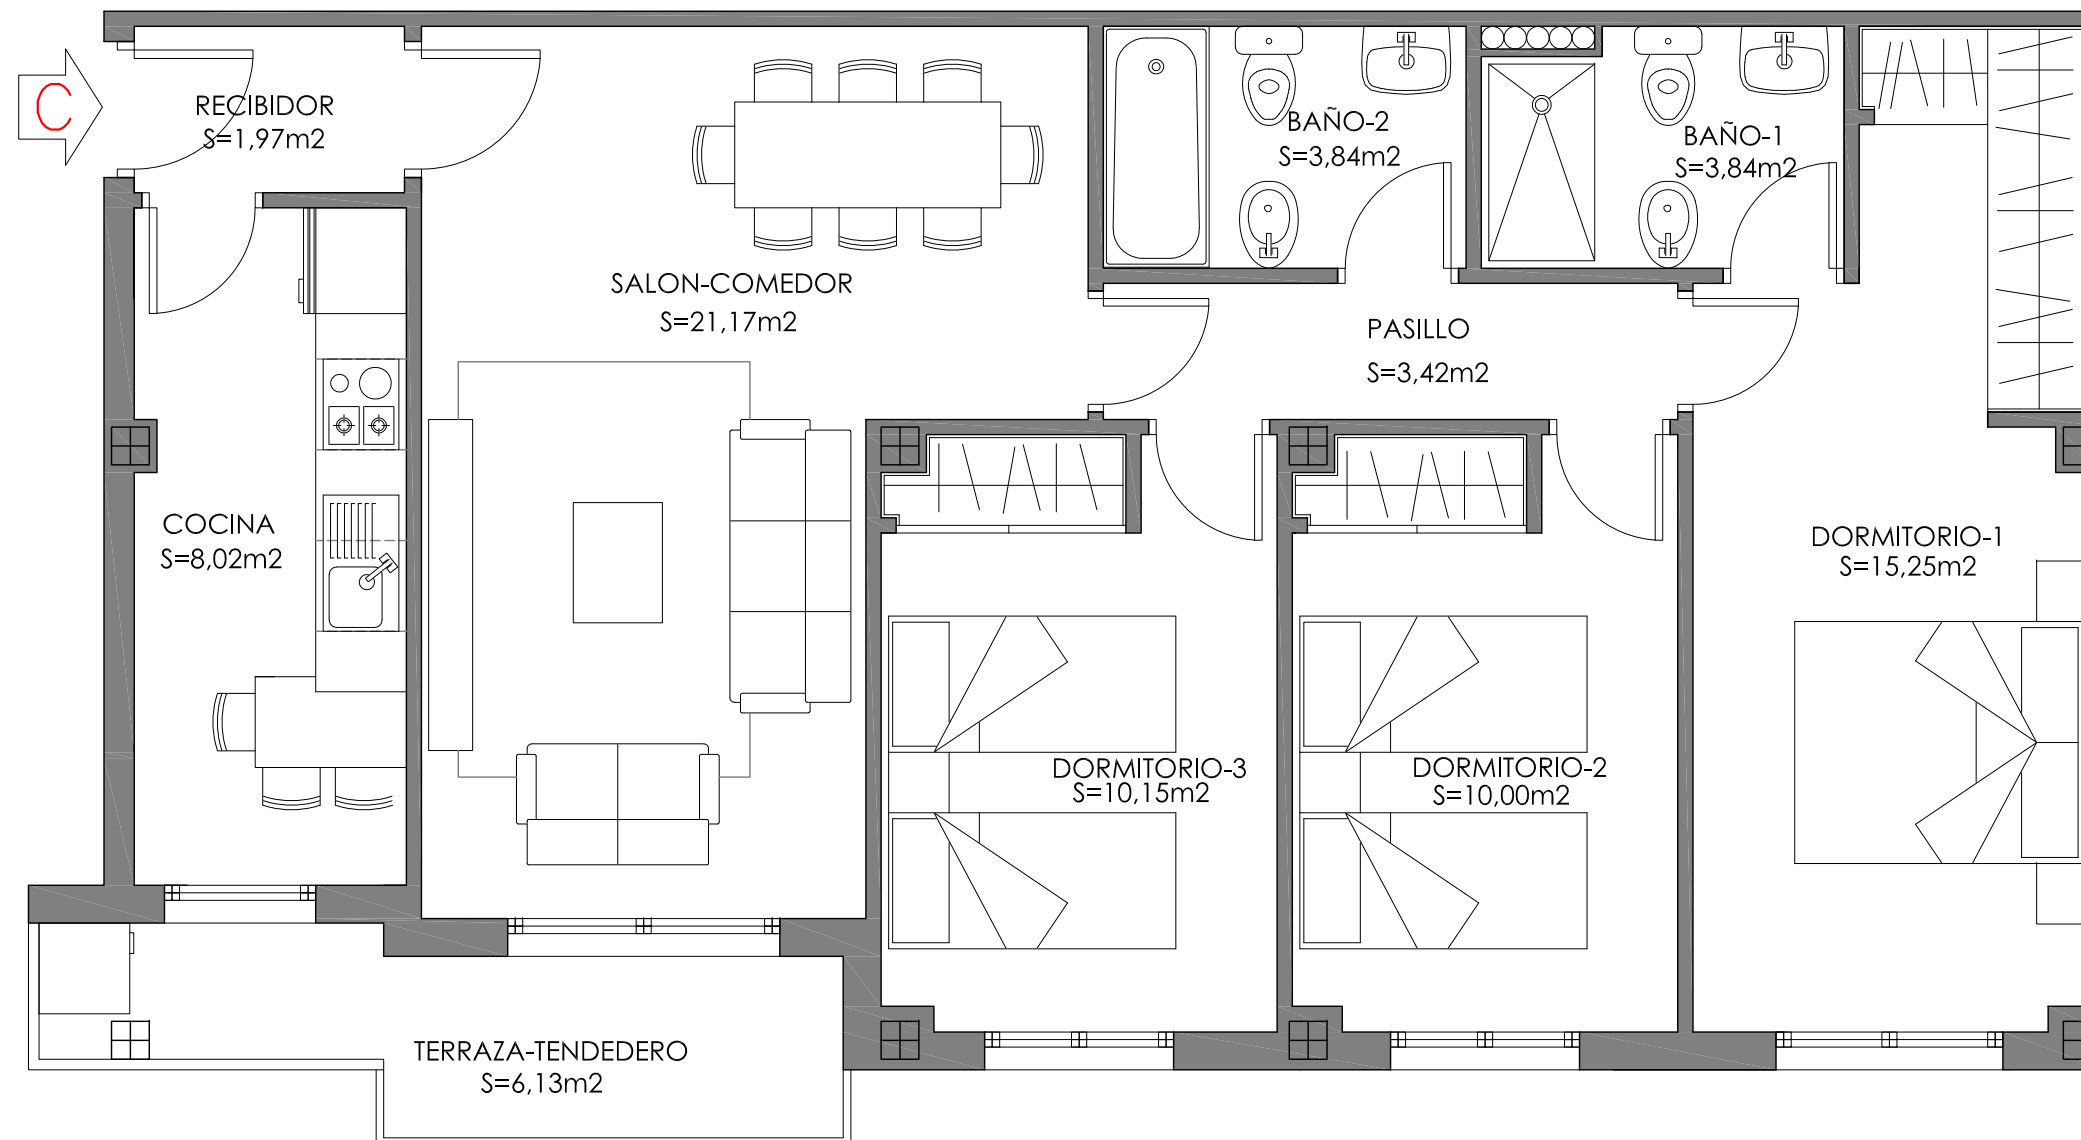 C
RECIBIDOR
S=1,97m2
BAÑO-2
S=3,84m2
BAÑO-1
S=3,84m2
SALON-COMEDOR
S=21,17m2
PASILLO
S=3,42m2
COCINA
S=8,02m2
DORMITORIO-1
S=15,25m2
DORMITORIO-3
S=10,15m2
DORMITORIO-2
S=10,00m2
TERRAZA-TENDEDERO
S=6,13m2